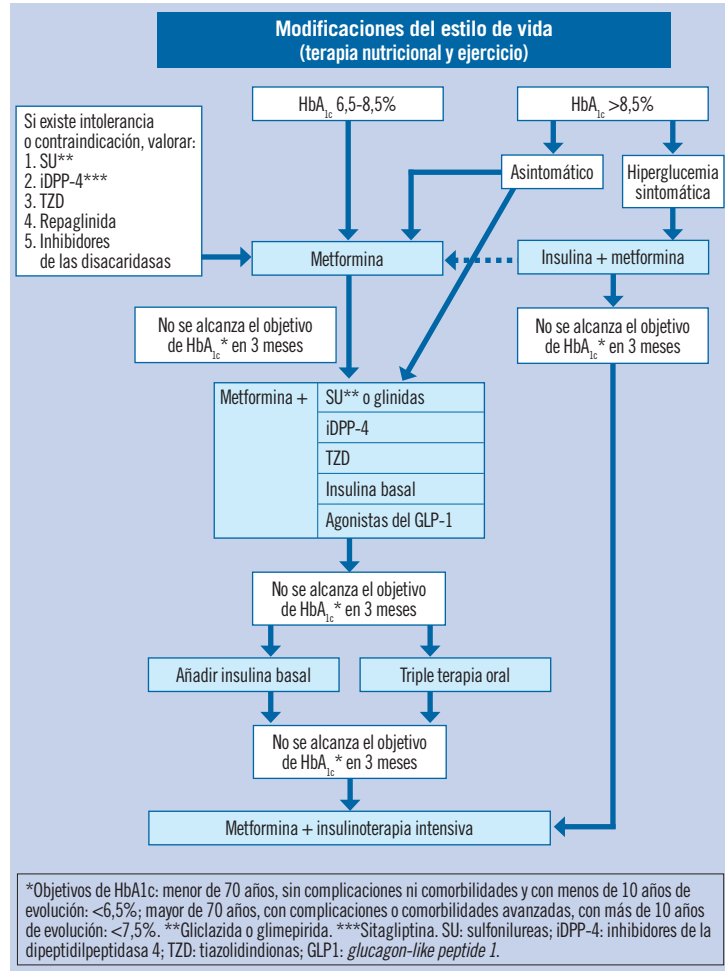 Modificaciones del estilo de vida
(terapia nutricional y ejercicio)
HbA1c 6,5-8,5%
HbA1c >8,5%
Si existe intolerancia
o contraindicación, valorar:
1. SU**
2. iDPP-4***
3. TZD
4. Repaglinida
5. Inhibidores
de las disacaridasas
Asintomático
Hiperglucemia
sintomática
Metformina
Insulina + metformina
No se alcanza el objetivo
de HbA1c* en 3 meses
No se alcanza el objetivo
de HbA1c* en 3 meses
Metformina +
SU** o glinidas
iDPP-4
TZD
Insulina basal
Agonistas del GLP-1
No se alcanza el objetivo
de HbA1c* en 3 meses
Añadir insulina basal
Triple terapia oral
No se alcanza el objetivo
de HbA1c* en 3 meses
Metformina + insulinoterapia intensiva
*Objetivos de HbA1c: menor de 70 años, sin complicaciones ni comorbilidades y con menos de 10 años de
evolución: <6,5%; mayor de 70 años, con complicaciones o comorbilidades avanzadas, con más de 10 años
de evolución: <7,5%. **Gliclazida o glimepirida. ***Sitagliptina. SU: sulfonilureas; iDPP-4: inhibidores de la
dipeptidilpeptidasa 4; TZD: tiazolidindionas; GLP1: glucagon-like peptide 1.